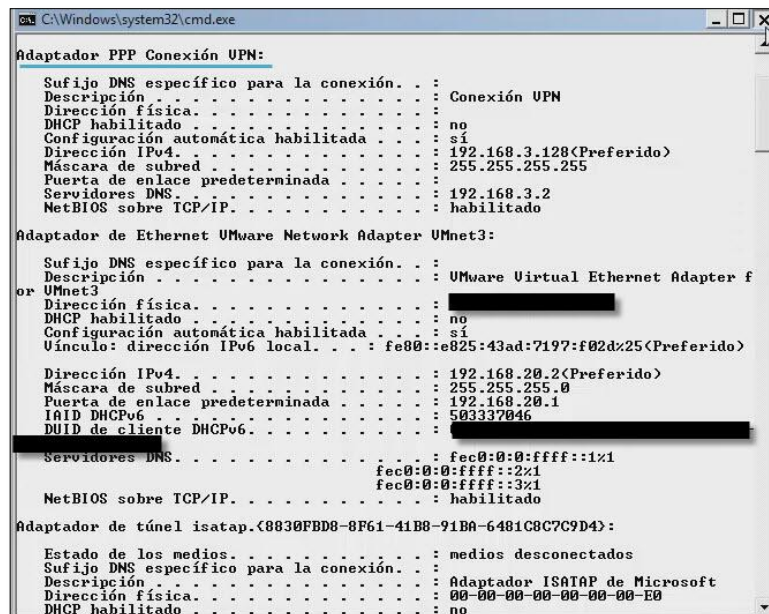 C:\Windows\system32\cmd.exe
Adaptador PPP Conexión VPN:
Sufijo DNS específico para la conexión. . :
Descripción . . . . . . . . . . . . . . . : Conexión VPN
Dirección física. . . . . . . . . . . . . :
DHCP habilitado . . . . . . . . . . . . . : no
Configuración automática habilitada . . . : sí
Dirección IPv4. . . . . . . . . . . . . . : 192.168.3.128(Preferido)
Máscara de subred . . . . . . . . . . . . : 255.255.255.255
Puerta de enlace predeterminada . . . . . :
Servidores DNS. . . . . . . . . . . . . . : 192.168.3.2
NetBIOS sobre TCP/IP. . . . . . . . . . . : habilitado
Adaptador de Ethernet VMware Network Adapter VMnet3:
Sufijo DNS específico para la conexión. . :
Descripción . . . . . . . . . . . . . . . : VMware Virtual Ethernet Adapter f
or VMnet3
Dirección física. . . . . . . . . . . . . :
DHCP habilitado . . . . . . . . . . . . . : no
Configuración automática habilitada . . . : sí
Vínculo: dirección IPv6 local. . . : fe80::e825:43ad:7197:f02d%25(Preferido)
Dirección IPv4. . . . . . . . . . . . . . : 192.168.20.2(Preferido)
Máscara de subred . . . . . . . . . . . . : 255.255.255.0
Puerta de enlace predeterminada . . . . . : 192.168.20.1
IAID DHCPv6 . . . . . . . . . . . . . . . : 503337046
DUID de cliente DHCPv6. . . . . . . . . . :
Servidores DNS. . . . . . . . . . . . . . : fec0:0:0:ffff::1%1
fec0:0:0:ffff::2%1
fec0:0:0:ffff::3%1
NetBIOS sobre TCP/IP. . . . . . . . . . . : habilitado
Adaptador de túnel isatap.{8830FBD8-8F61-41B8-91BA-6481C8C7C9D4}:
Estado de los medios. . . . . . . . . . . : medios desconectados
Sufijo DNS específico para la conexión. . :
Descripción . . . . . . . . . . . . . . . : Adaptador ISATAP de Microsoft
Dirección física. . . . . . . . . . . . . : 00-00-00-00-00-00-00-E0
DHCP habilitado . . . . . . . . . . . . . : no